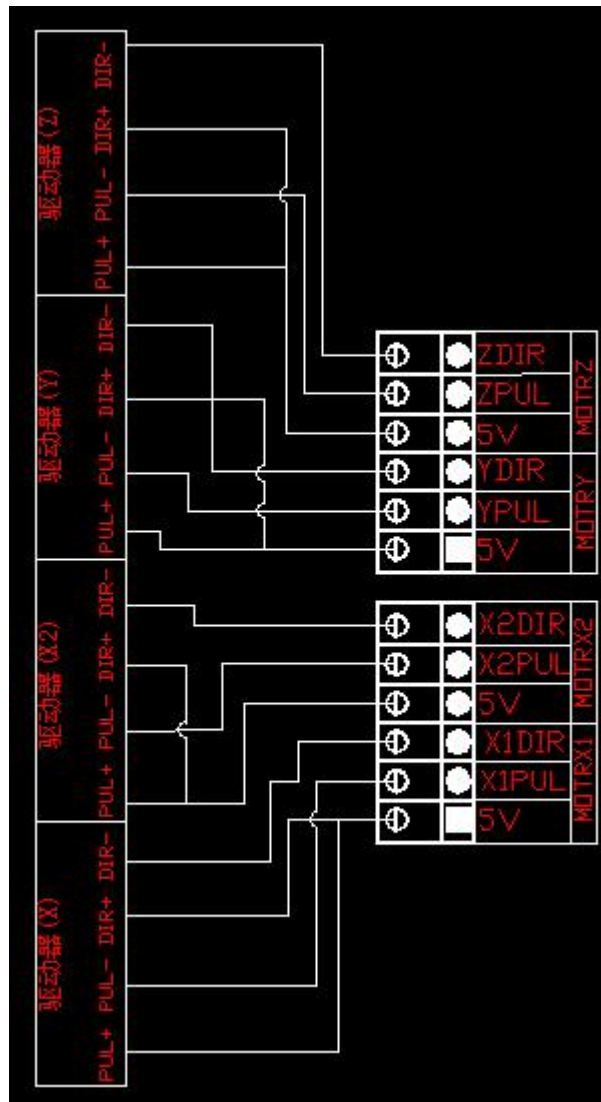 驱动器(Z)
DIR-
DIR+
PUL-
PUL+
驱动器(Y)
DIR-
DIR+
PUL-
PUL+
驱动器(X2)
DIR-
DIR+
PUL-
PUL+
驱动器(X)
DIR-
DIR+
PUL-
PUL+
ZDIR
ZPUL
5V
MOTRZ
YDIR
YPUL
5V
MOTRY
X2DIR
X2PUL
5V
MOTRX2
X1DIR
X1PUL
5V
MOTRX1